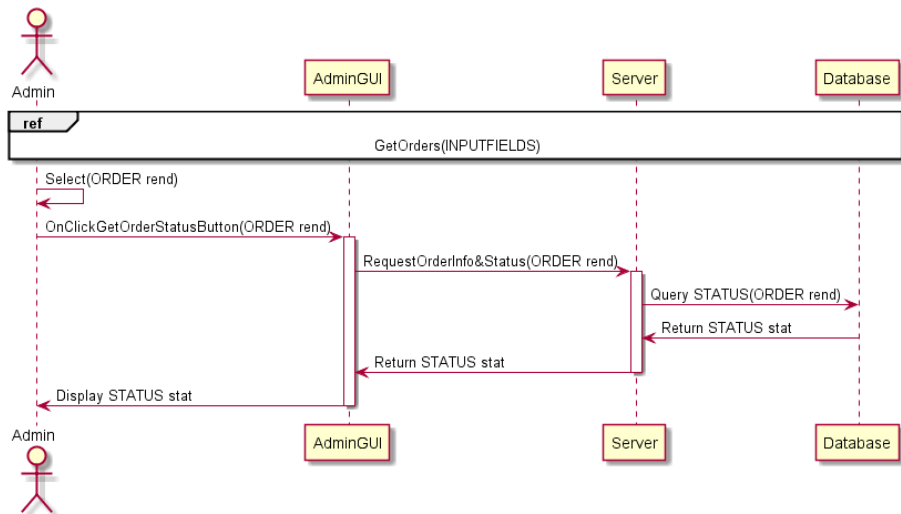 Admin
AdminGUI
Server
Database
ref
GetOrders(INPUTFIELDS)
Select(ORDER rend)
OnClickGetOrderStatusButton(ORDER rend)
RequestOrderInfo&Status(ORDER rend)
Query STATUS(ORDER rend)
Return STATUS stat
Return STATUS stat
Display STATUS stat
Admin
AdminGUI
Server
Database